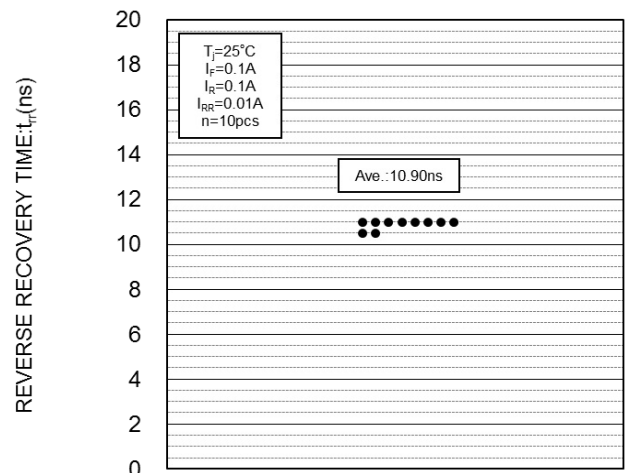 REVERSE RECOVERY TIME:trr(ns)
20
18
16
14
12
10
8
6
4
2
0
Tj=25°C
IF=0.1A
IR=0.1A
IRR=0.01A
n=10pcs
Ave.:10.90ns